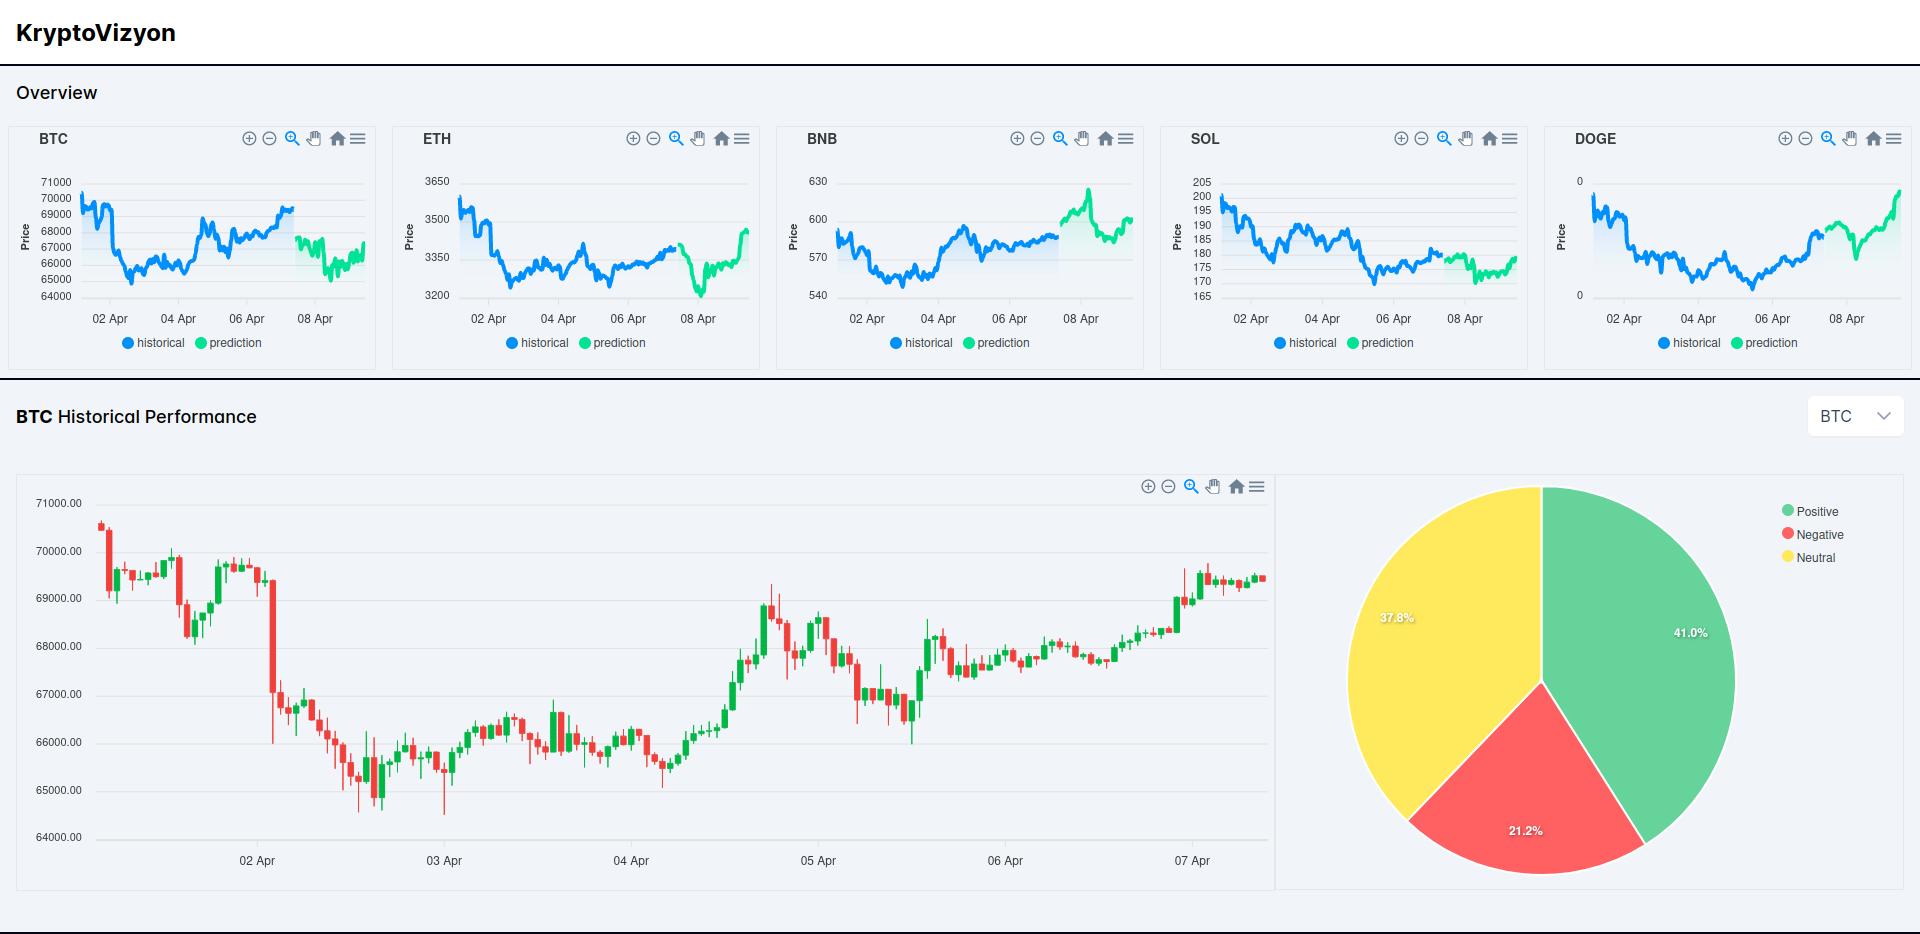 KryptoVizyon
Overview
BTC
71000
70000
69000
68000
67000
66000
65000
64000
Price
02 Apr 04 Apr 06 Apr 08 Apr
historical prediction
ETH
3650
3500
3350
3200
Price
02 Apr 04 Apr 06 Apr 08 Apr
historical prediction
BNB
630
600
570
540
Price
02 Apr 04 Apr 06 Apr 08 Apr
historical prediction
SOL
205
200
195
190
185
180
175
170
165
Price
02 Apr 04 Apr 06 Apr 08 Apr
historical prediction
DOGE
0
0
Price
02 Apr 04 Apr 06 Apr 08 Apr
historical prediction
BTC Historical Performance
BTC
71000.00
70000.00
69000.00
68000.00
67000.00
66000.00
65000.00
64000.00
02 Apr 03 Apr 04 Apr 05 Apr 06 Apr 07 Apr
Positive
Negative
Neutral
37.8%
41.0%
21.2%